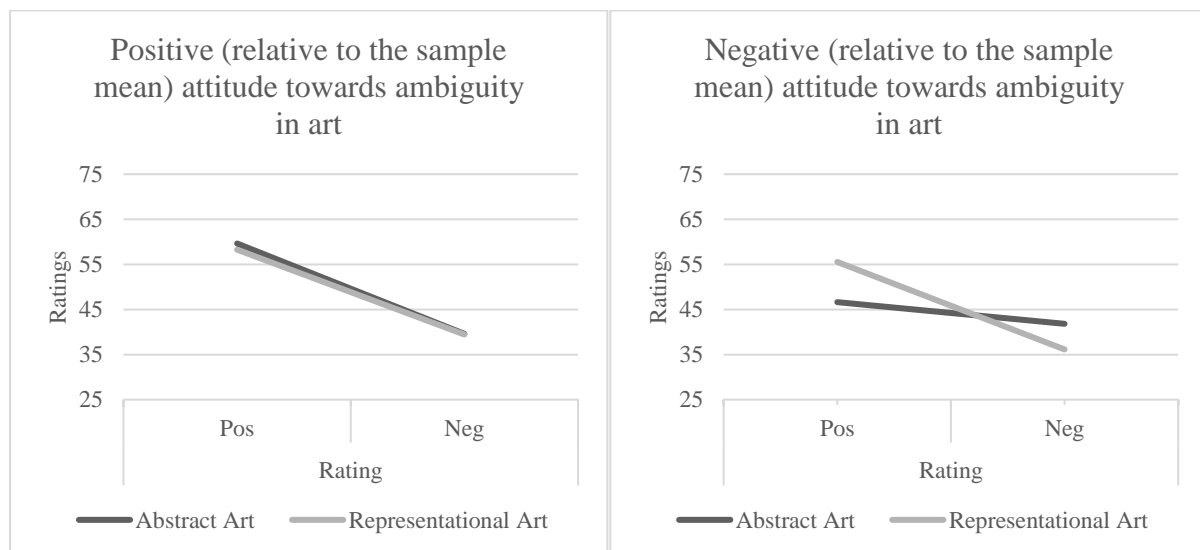 Positive (relative to the sample
mean) attitude towards ambiguity
in art
75
65
55
45
35
25
Ratings
Pos
Neg
Rating
Abstract Art
Representational Art
Negative (relative to the sample
mean) attitude towards ambiguity
in art
75
65
55
45
35
25
Ratings
Pos
Neg
Rating
Abstract Art
Representational Art